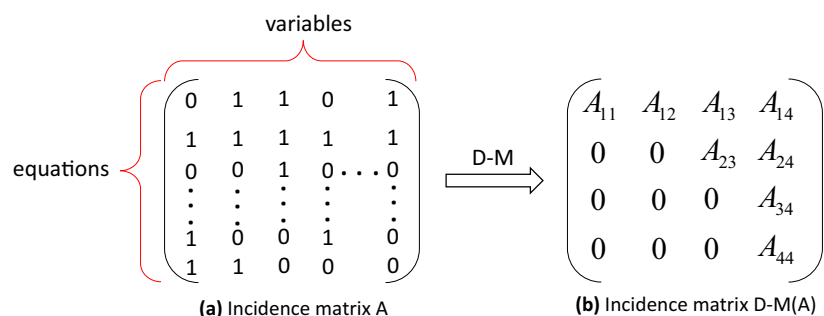 variables
equations
0 1 1 0 1
1 1 1 1 1
0 0 1 0 ... 0
1 0 0 1 0
1 1 0 0 0
D-M
A₁₁ A₁₂ A₁₃ A₁₄
0 0 A₂₃ A₂₄
0 0 0 A₃₄
0 0 0 A₄₄
(a) Incidence matrix A
(b) Incidence matrix D-M(A)